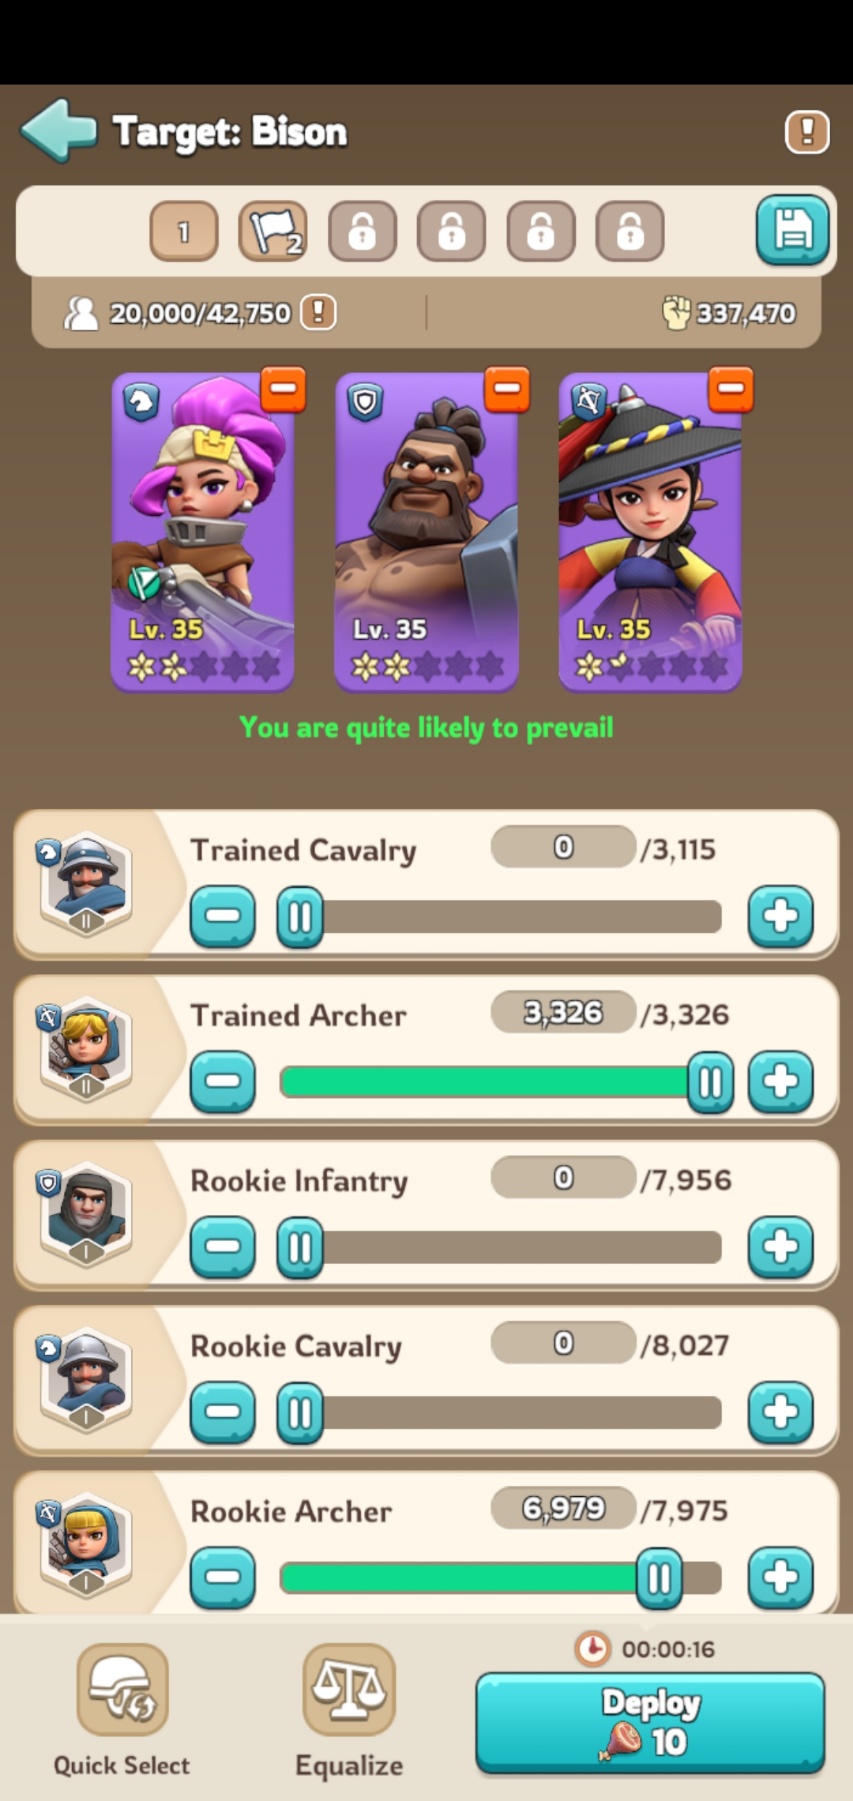 Target: Bison
1
2
20,000/42,750
337,470
Lv. 35
Lv. 35
Lv. 35
You are quite likely to prevail
Trained Cavalry 0 /3,115
II
Trained Archer 3,326 /3,326
II
Rookie Infantry 0 /7,956
I
Rookie Cavalry 0 /8,027
I
Rookie Archer 6,979 /7,975
I
00:00:16
Deploy
10
Quick Select
Equalize